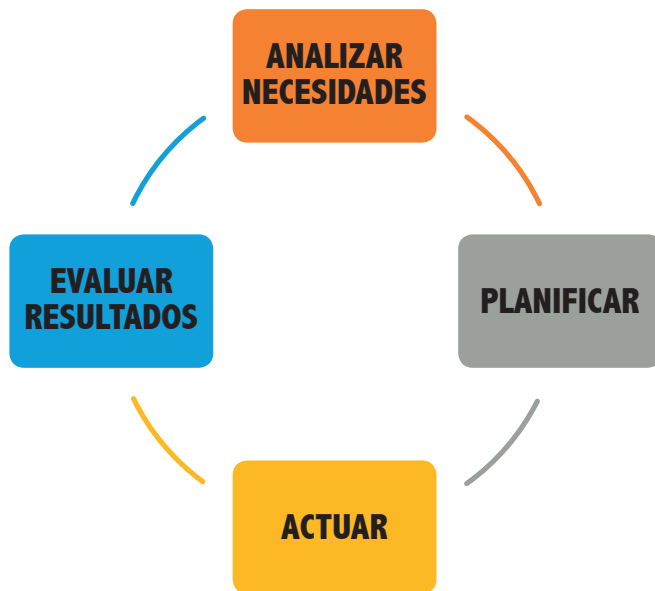 ANALIZAR
NECESIDADES
PLANIFICAR
ACTUAR
EVALUAR
RESULTADOS